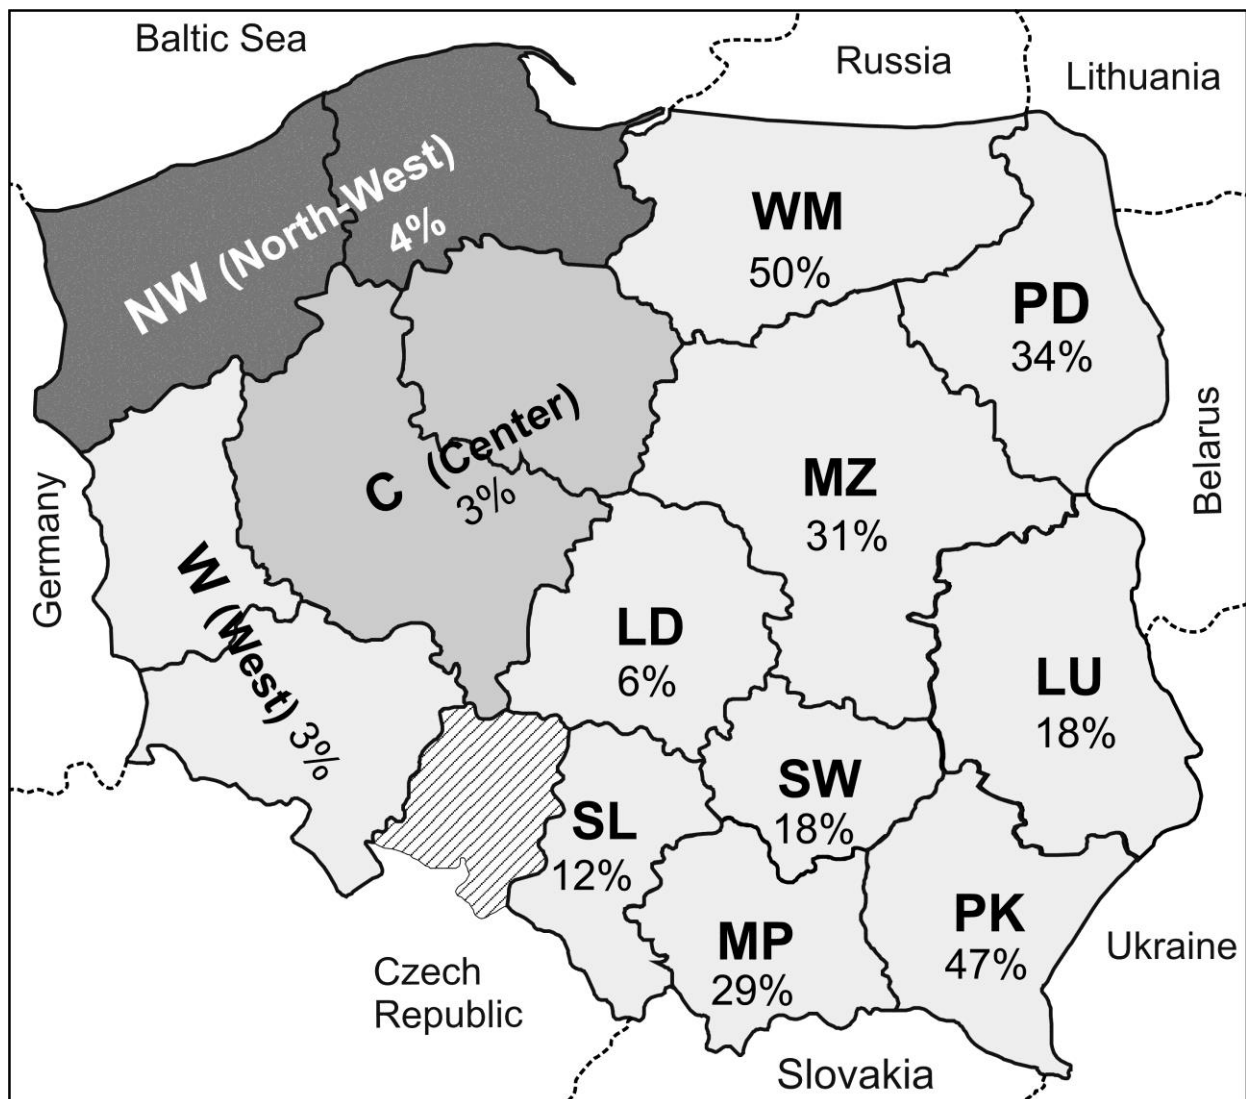 Baltic Sea
Russia
Lithuania
NW (North-West)
4%
WM
50%
PD
34%
Belarus
C (Center)
3%
MZ
31%
Germany
W (West) 3%
LD
6%
LU
18%
SW
18%
SL
12%
MP
29%
PK
47%
Ukraine
Czech
Republic
Slovakia